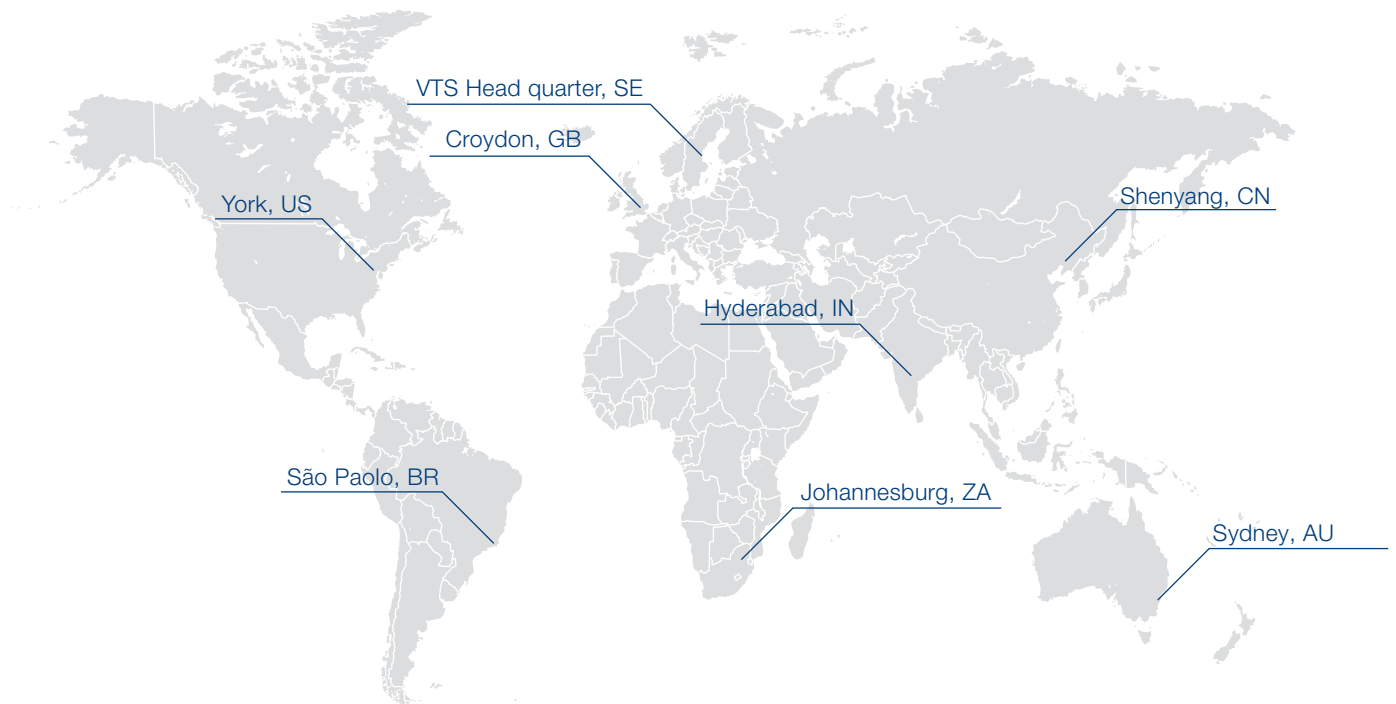 VTS Head quarter, SE
Croydon, GB
York, US
Shenyang, CN
Hyderabad, IN
São Paolo, BR
Johannesburg, ZA
Sydney, AU